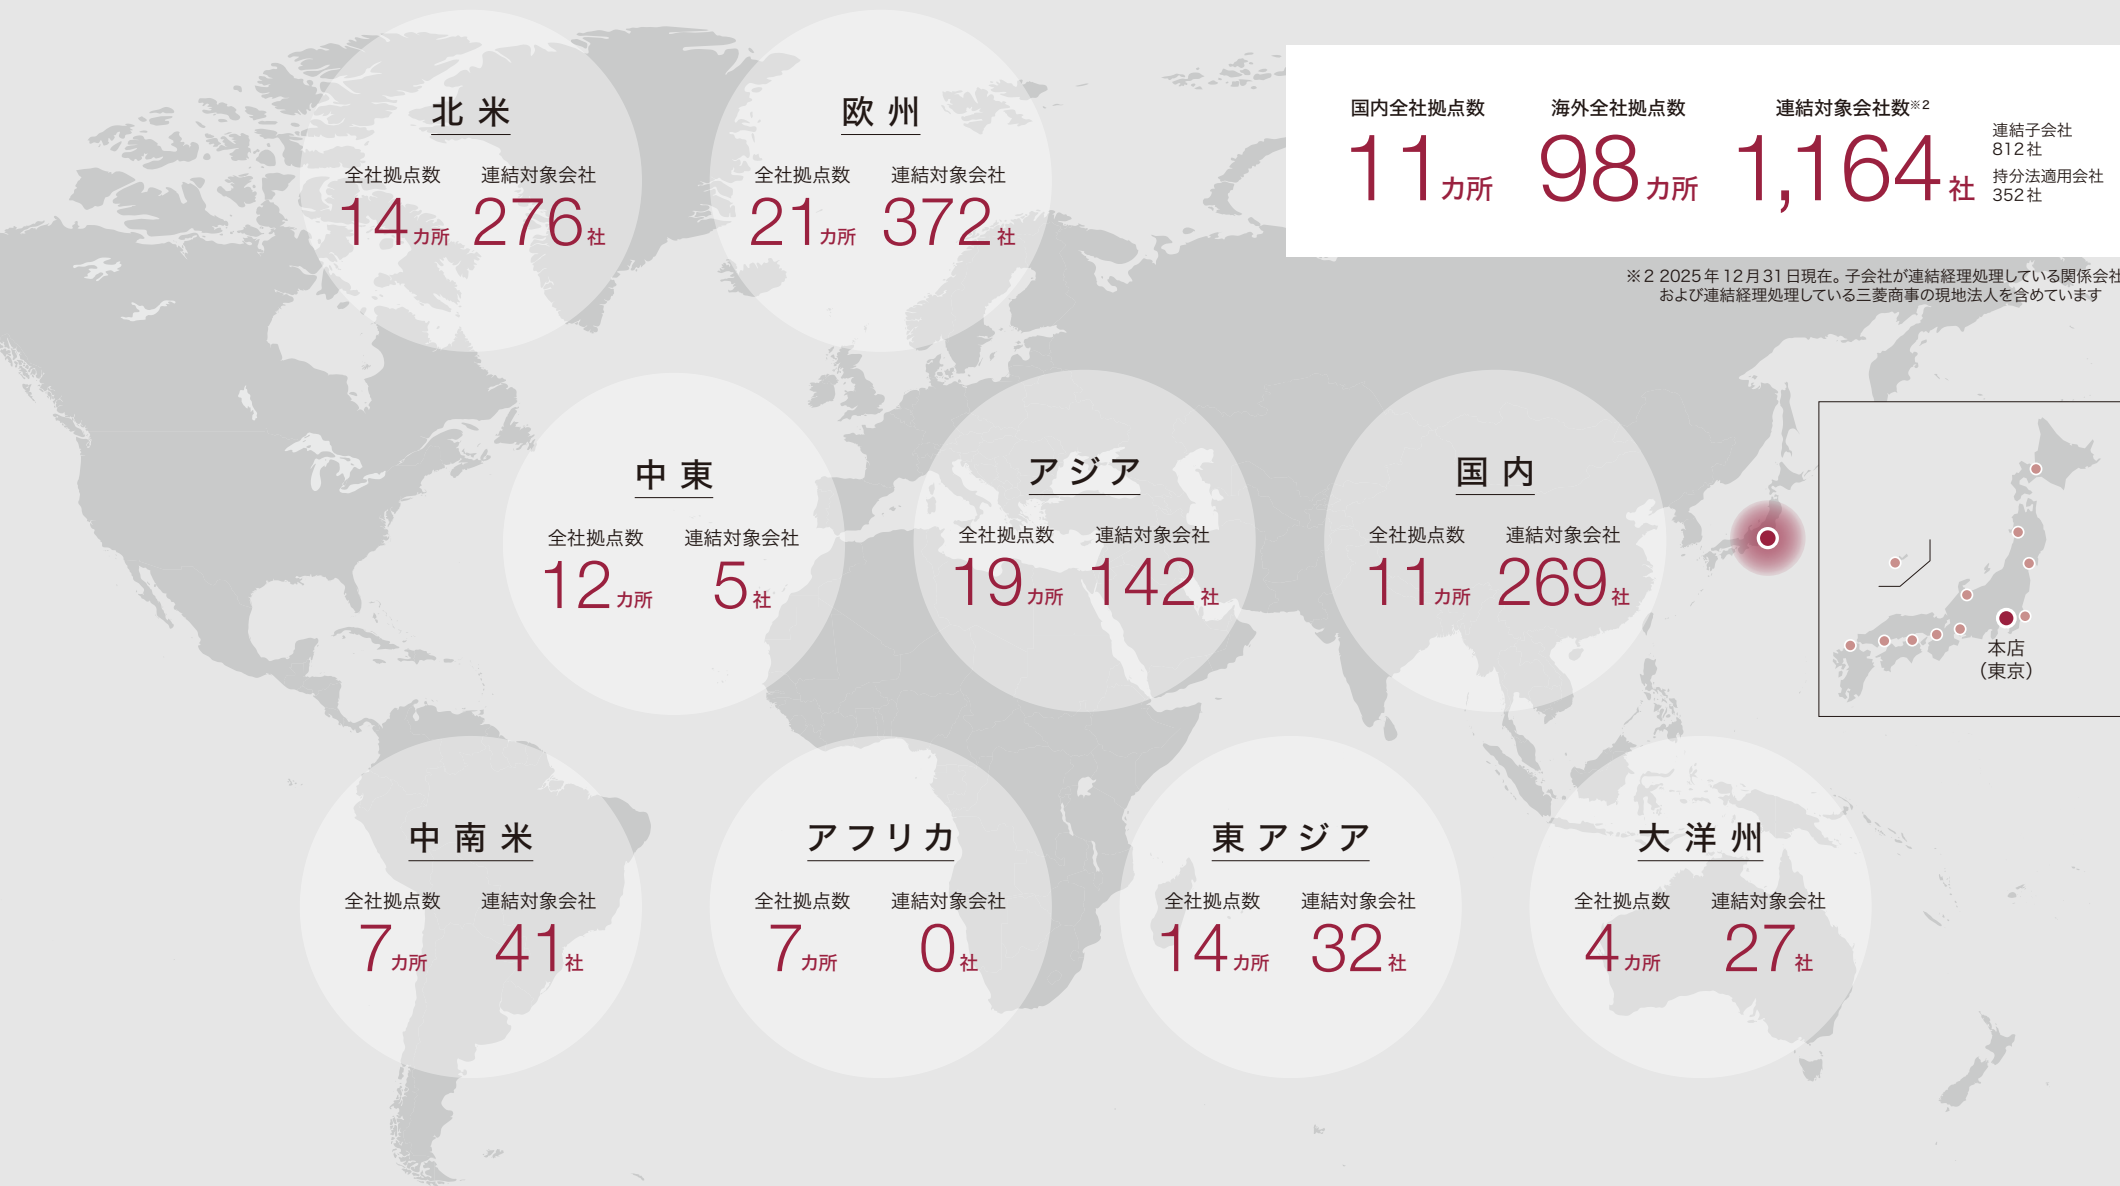 北米
全社拠点数 連結対象会社
14カ所 276社
欧州
全社拠点数 連結対象会社
21カ所 372社
国内全社拠点数 海外全社拠点数 連結対象会社数※2
11カ所 98カ所 1,164社
連結子会社
812社
持分法適用会社
352社
※2 2025年12月31日現在。子会社が連結経理処理している関係会社
および連結経理処理している三菱商事の現地法人を含めています
中東
全社拠点数 連結対象会社
12カ所 5社
アジア
全社拠点数 連結対象会社
19カ所 142社
国内
全社拠点数 連結対象会社
11カ所 269社
本店
（東京）
中南米
全社拠点数 連結対象会社
7カ所 41社
アフリカ
全社拠点数 連結対象会社
7カ所 0社
東アジア
全社拠点数 連結対象会社
14カ所 32社
大洋州
全社拠点数 連結対象会社
4カ所 27社